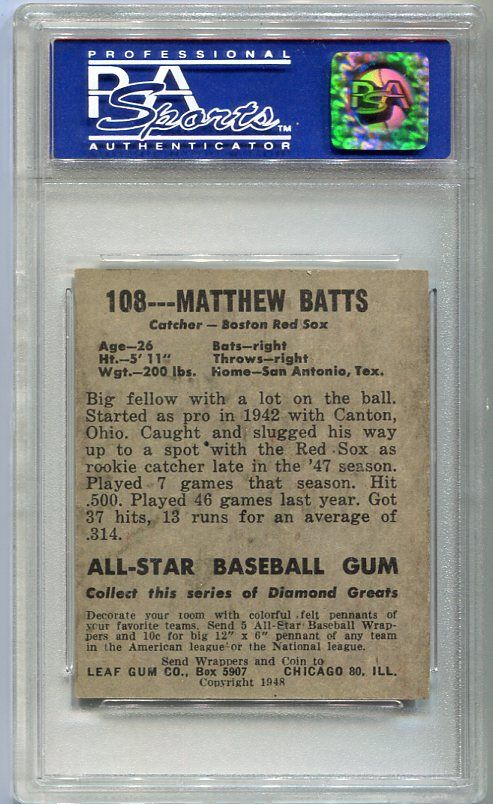 PROFESSIONAL
PSA
Sports™
AUTHENTICATOR
PSA
108---MATTHEW BATTS
Catcher — Boston Red Sox
Age—26 Bats—right
Ht.—5' 11" Throws—right
Wgt.—200 lbs. Home—San Antonio, Tex.
Big fellow with a lot on the ball.
Started as pro in 1942 with Canton,
Ohio. Caught and slugged his way
up to a spot with the Red Sox as
rookie catcher late in the '47 season.
Played 7 games that season. Hit
.500. Played 46 games last year. Got
37 hits, 13 runs for an average of
.314.
ALL-STAR BASEBALL GUM
Collect this series of Diamond Greats
Decorate your room with colorful felt pennants of
your favorite teams. Send 5 All-Star Baseball Wrap-
pers and 10c for big 12" x 6" pennant of any team
in the American league or the National league.
Send Wrappers and Coin to
LEAF GUM CO., Box 5907 CHICAGO 80, ILL.
Copyright 1948